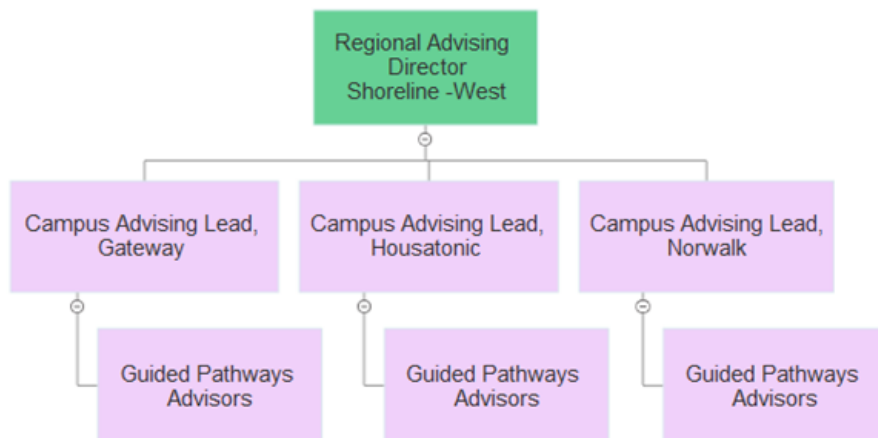 Regional Advising
Director
Shoreline -West
Campus Advising Lead,
Gateway
Campus Advising Lead,
Housatonic
Campus Advising Lead,
Norwalk
Guided Pathways
Advisors
Guided Pathways
Advisors
Guided Pathways
Advisors